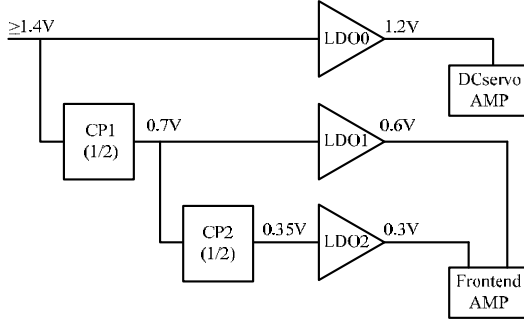 ≥1.4V
LDO0
1.2V
DCservo
AMP
CP1
(1/2)
0.7V
LDO1
0.6V
CP2
(1/2)
0.35V
LDO2
0.3V
Frontend
AMP